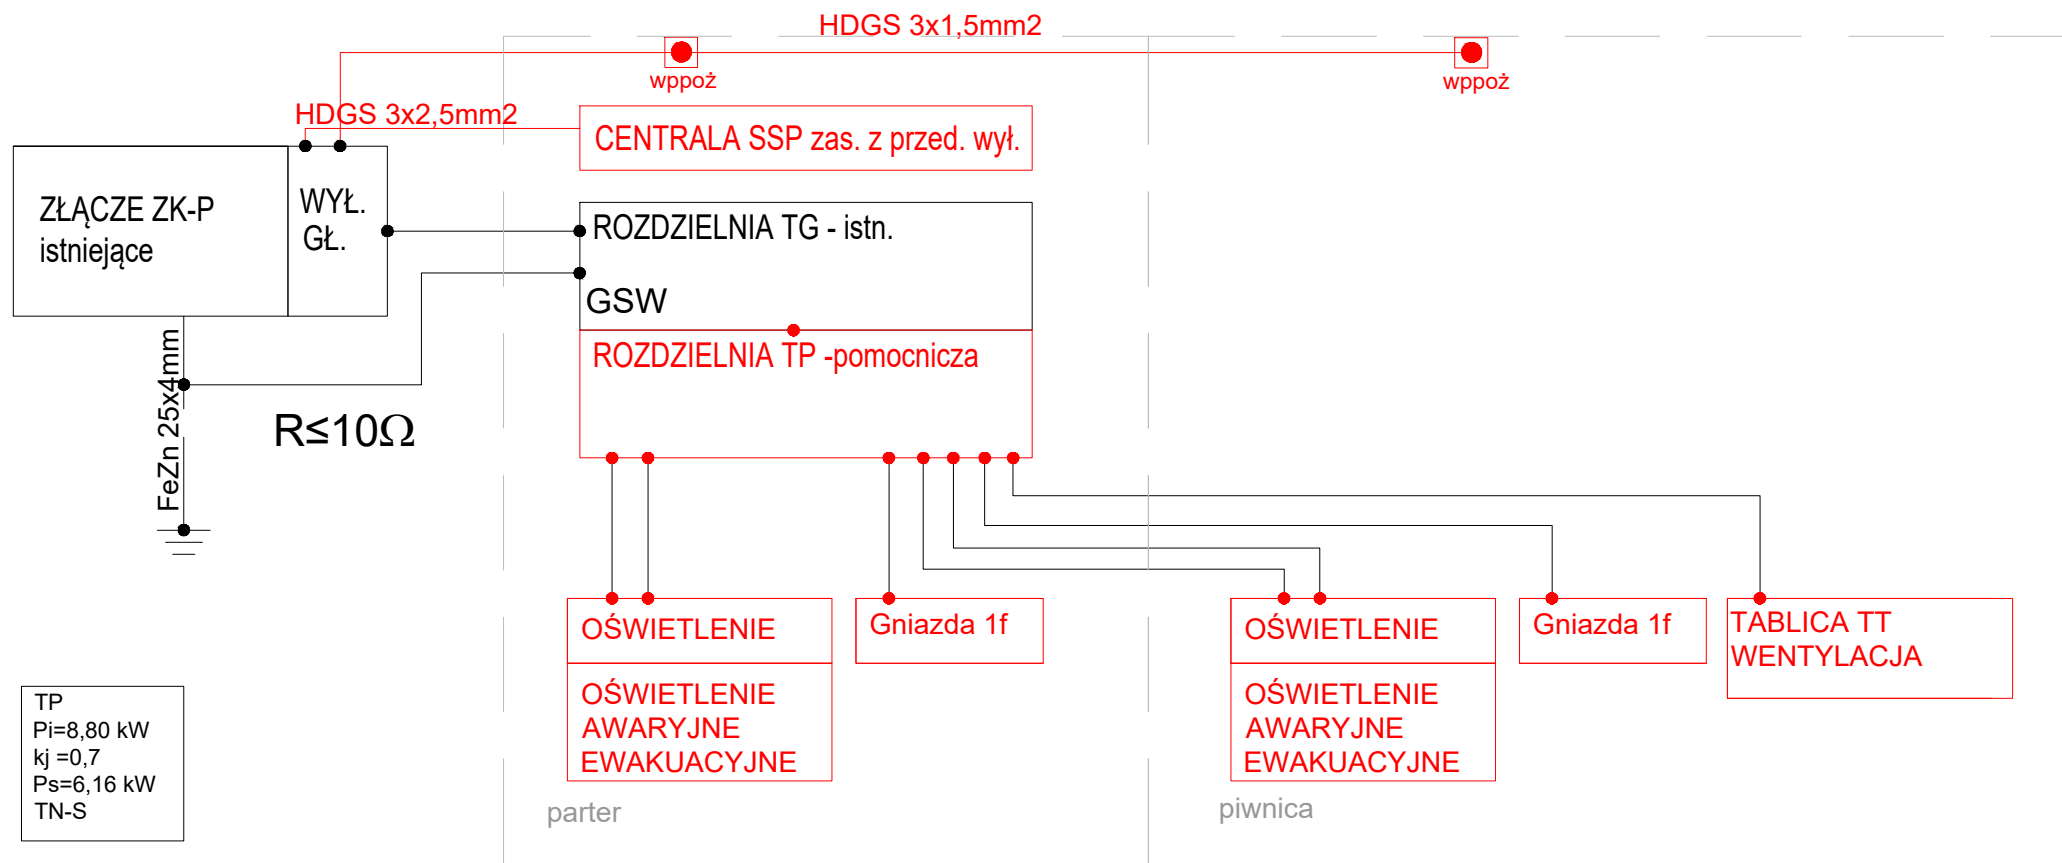 HDGS 3x1,5mm2
wppoż
wppoż
HDGS 3x2,5mm2
CENTRALA SSP zas. z przed. wył.
ZŁĄCZE ZK-P
istniejące
WYŁ.
GŁ.
ROZDZIELNIA TG - istn.
GSW
ROZDZIELNIA TP -pomocnicza
FeZn 25x4mm
R≤10Ω
OŚWIETLENIE
OŚWIETLENIE
AWARYJNE
EWAKUACYJNE
Gniazda 1f
OŚWIETLENIE
OŚWIETLENIE
AWARYJNE
EWAKUACYJNE
Gniazda 1f
TABLICA TT
WENTYLACJA
TP
Pi=8,80 kW
kj =0,7
Ps=6,16 kW
TN-S
parter
piwnica